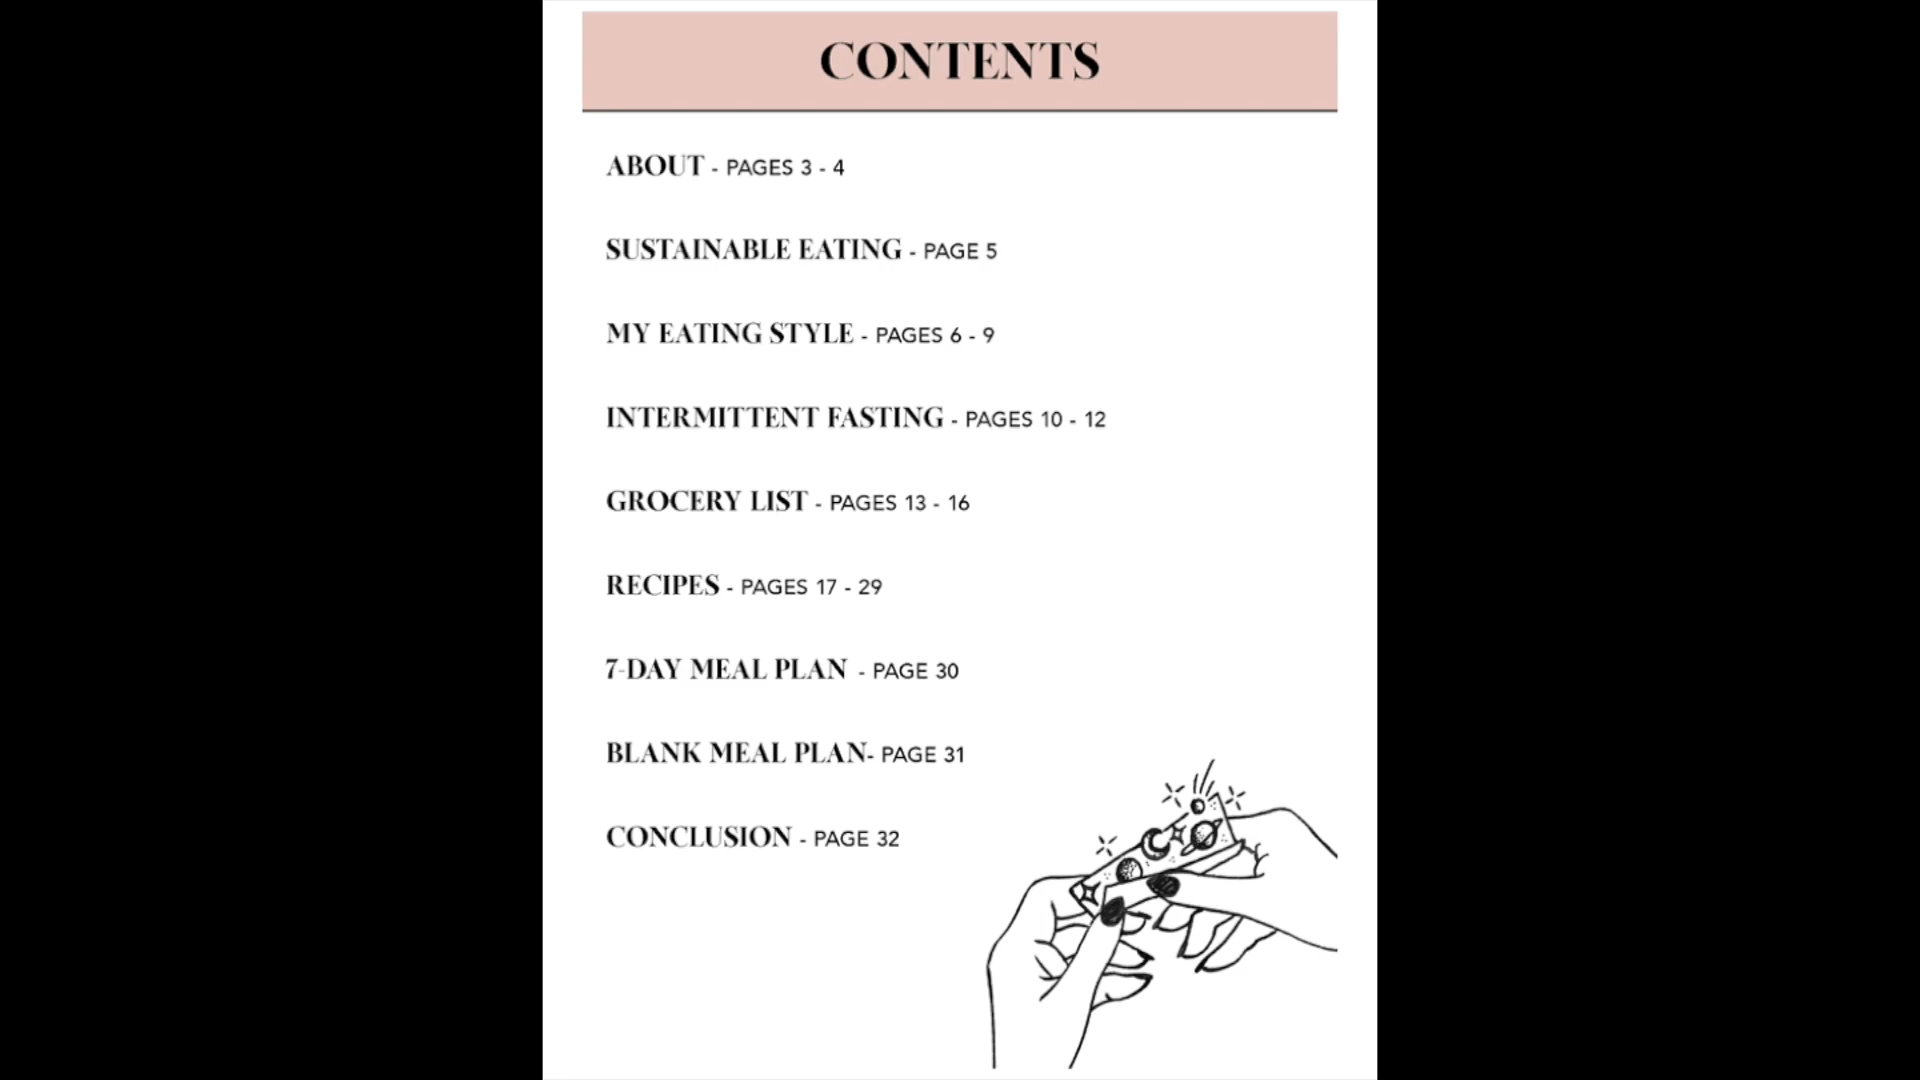 CONTENTS
ABOUT - PAGES 3 - 4
SUSTAINABLE EATING - PAGE 5
MY EATING STYLE - PAGES 6 - 9
INTERMITTENT FASTING - PAGES 10 - 12
GROCERY LIST - PAGES 13 - 16
RECIPES - PAGES 17 - 29
7-DAY MEAL PLAN - PAGE 30
BLANK MEAL PLAN- PAGE 31
CONCLUSION - PAGE 32